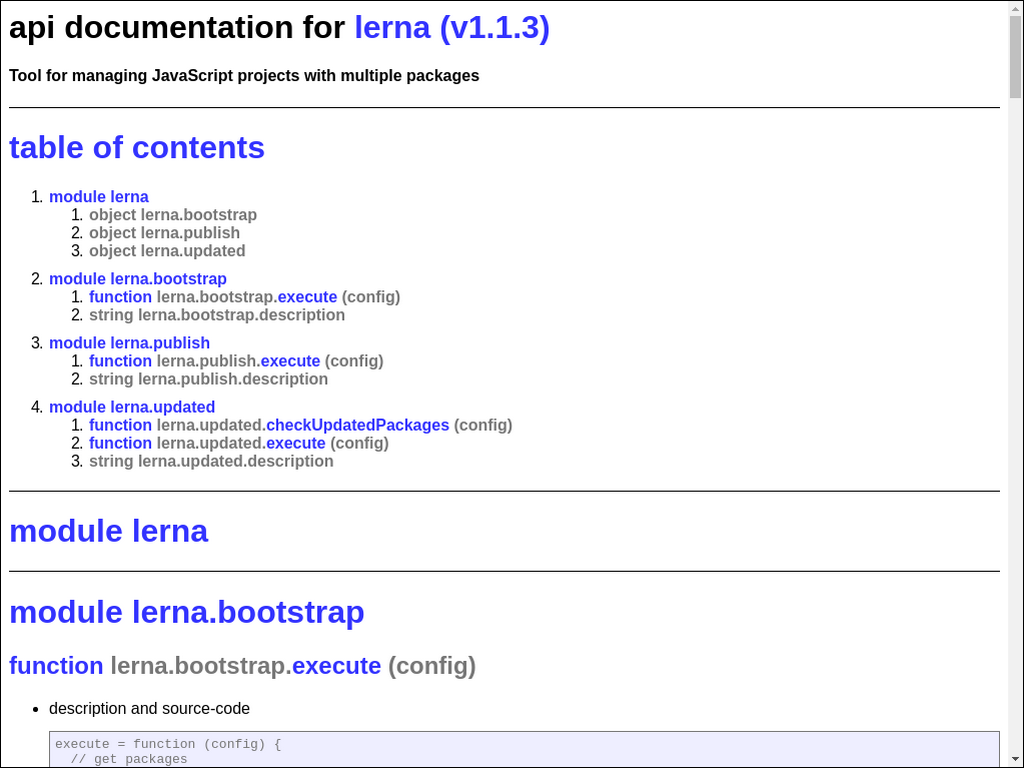 api documentation for lerna (v1.1.3)
Tool for managing JavaScript projects with multiple packages
table of contents
1. module lerna
1. object lerna.bootstrap
2. object lerna.publish
3. object lerna.updated
2. module lerna.bootstrap
1. function lerna.bootstrap.execute (config)
2. string lerna.bootstrap.description
3. module lerna.publish
1. function lerna.publish.execute (config)
2. string lerna.publish.description
4. module lerna.updated
1. function lerna.updated.checkUpdatedPackages (config)
2. function lerna.updated.execute (config)
3. string lerna.updated.description
module lerna
module lerna.bootstrap
function lerna.bootstrap.execute (config)
• description and source-code
execute = function (config) {
// get packages